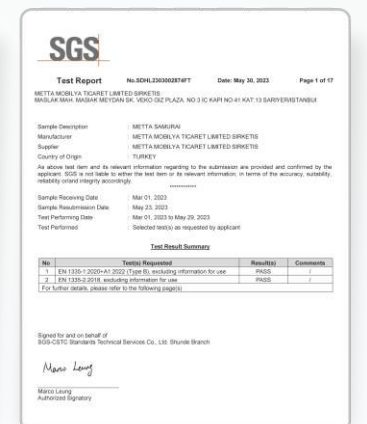 SGS
Test Report No.SDHL2303002874FT Date: May 30, 2023 Page 1 of 17
METTA MOBILYA TICARET LIMITED SIRKETIS
MASLAK MAH. MASLAK MEYDAN SK. VEKO GIZ PLAZA. NO 3 IC KAPI NO 41 KAT:13 SARIYER/ISTANBUL
Sample Description : METTA SAMURAI
Manufacturer : METTA MOBILYA TICARET LIMITED SIRKETIS
Supplier : METTA MOBILYA TICARET LIMITED SIRKETIS
Country of Origin : TURKEY
As above test item and its relevant information regarding to the submission are provided and confirmed by the
applicant. SGS is not liable to either the test item or its relevant information, in terms of the accuracy, suitability,
reliability or/and integrity accordingly.
************
Sample Receiving Date : Mar 01, 2023
Sample Resubmission Date : May 23, 2023
Test Performing Date : Mar 01, 2023 to May 29, 2023
Test Performed : Selected test(s) as requested by applicant
Test Result Summary
No Test(s) Requested Result(s) Comments
1 EN 1335-1:2020+A1:2022 (Type B), excluding information for use PASS /
2 EN 1335-2:2018, excluding information for use PASS /
For further details, please refer to the following page(s)
Signed for and on behalf of
SGS-CSTC Standards Technical Services Co., Ltd. Shunde Branch
Marco Leung
Marco Leung
Authorized Signatory